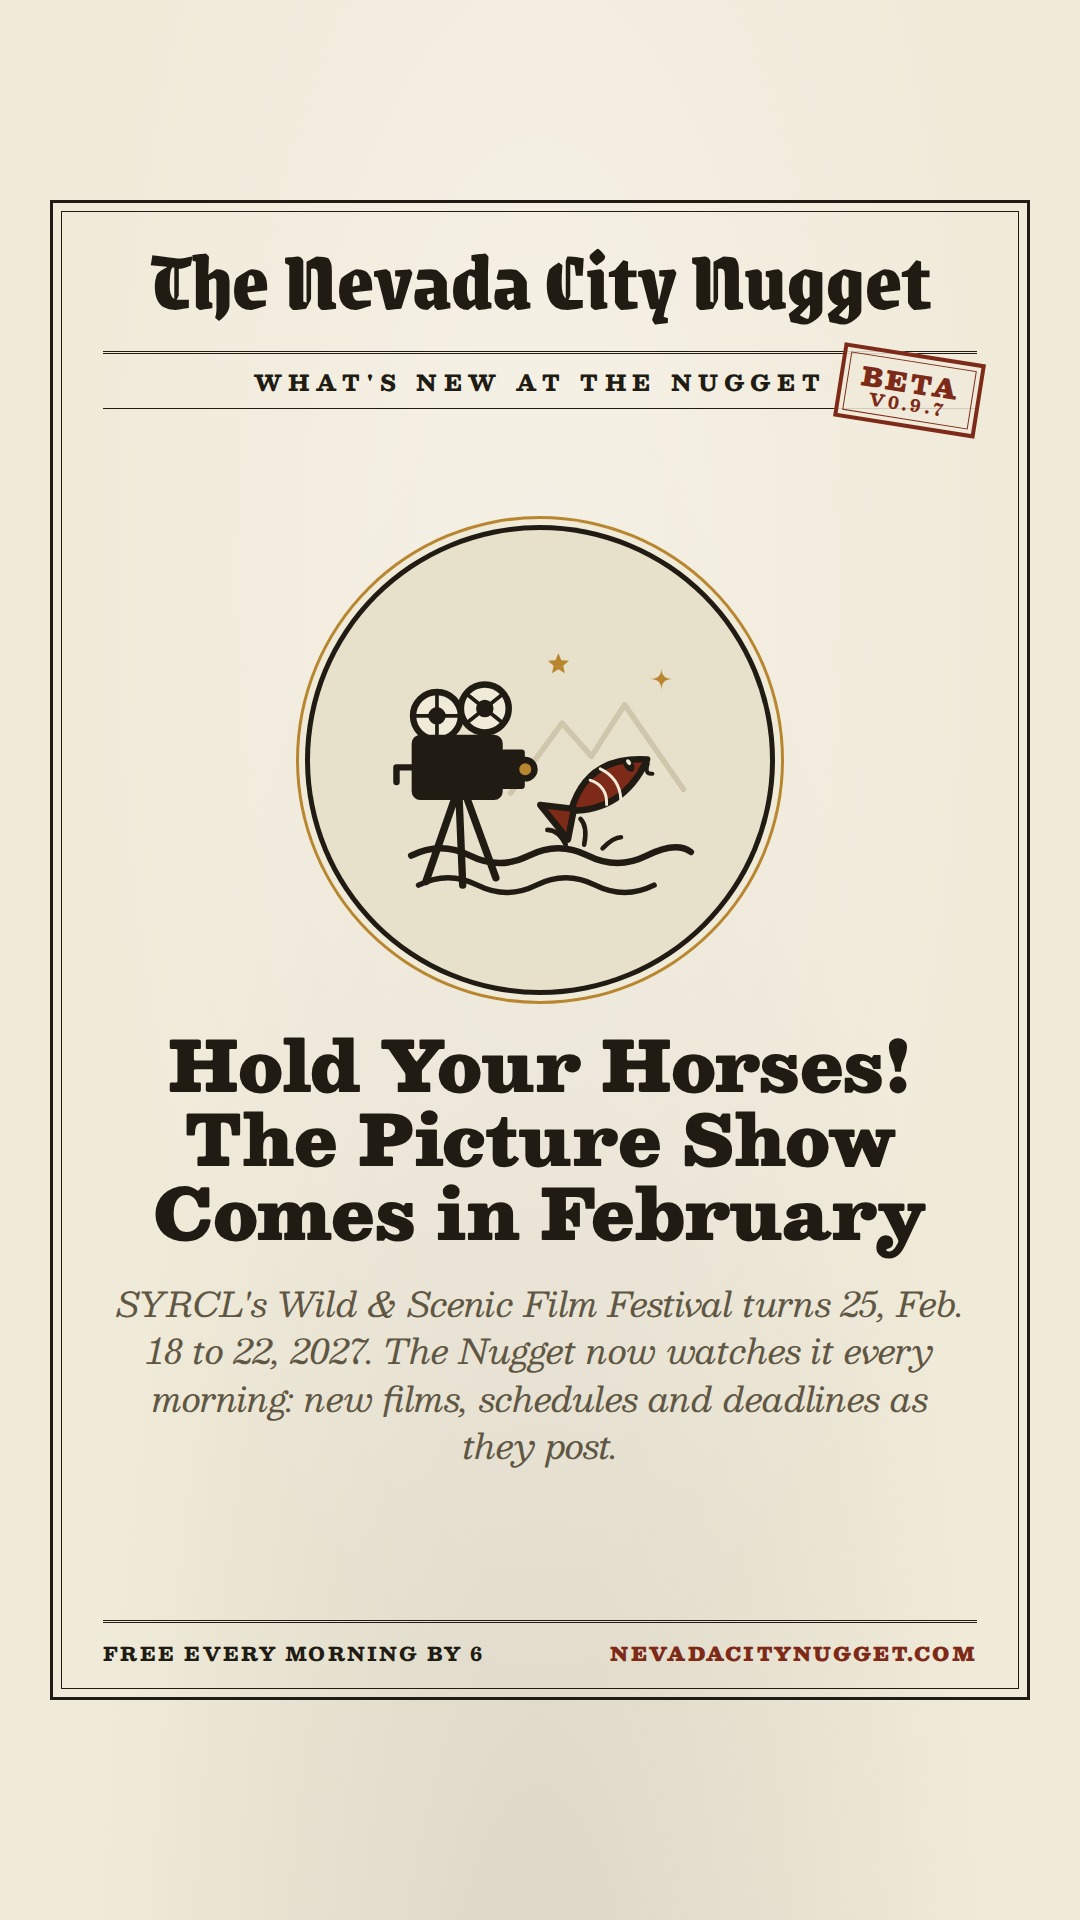 The Nevada City Nugget
WHAT'S NEW AT THE NUGGET
BETA
V0.9.7
Hold Your Horses!
The Picture Show
Comes in February
SYRCL's Wild & Scenic Film Festival turns 25, Feb.
18 to 22, 2027. The Nugget now watches it every
morning: new films, schedules and deadlines as
they post.
FREE EVERY MORNING BY 6
NEVADACITYNUGGET.COM